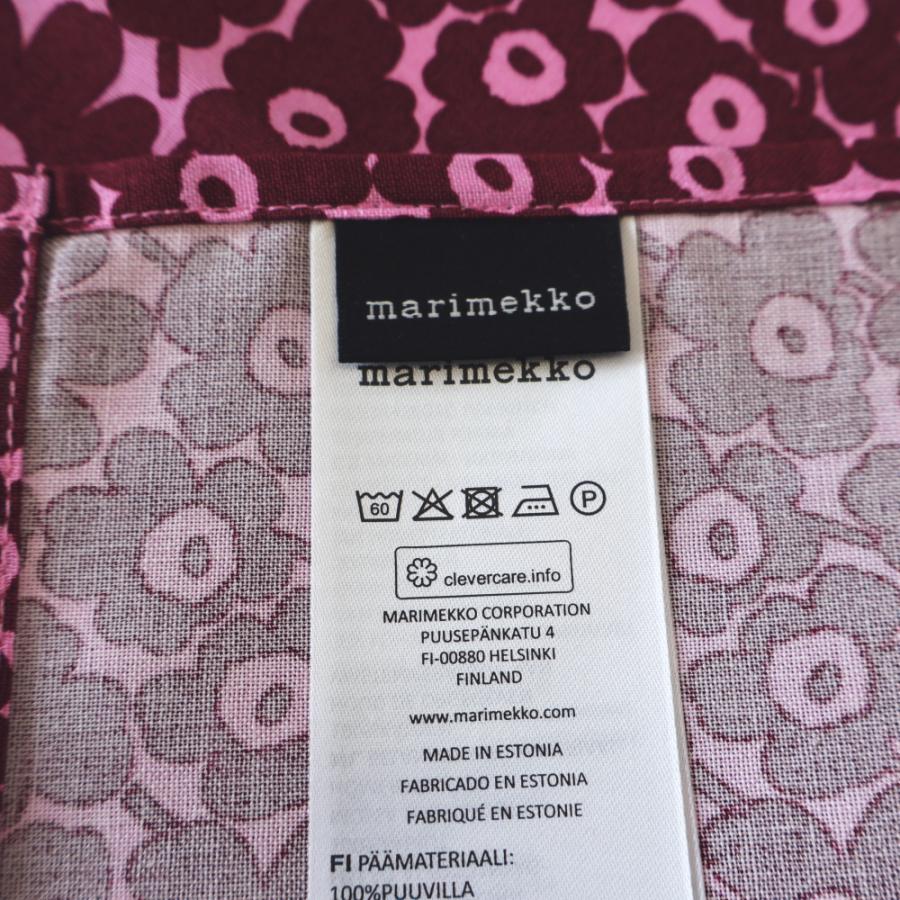 marimekko
marimekko
60 P
clevercare.info
MARIMEKKO CORPORATION
PUUSEPÄNKATU 4
FI-00880 HELSINKI
FINLAND
www.marimekko.com
MADE IN ESTONIA
FABRICADO EN ESTONIA
FABRIQUÉ EN ESTONIE
FI PÄÄMATERIAALI:
100%PUUVILLA